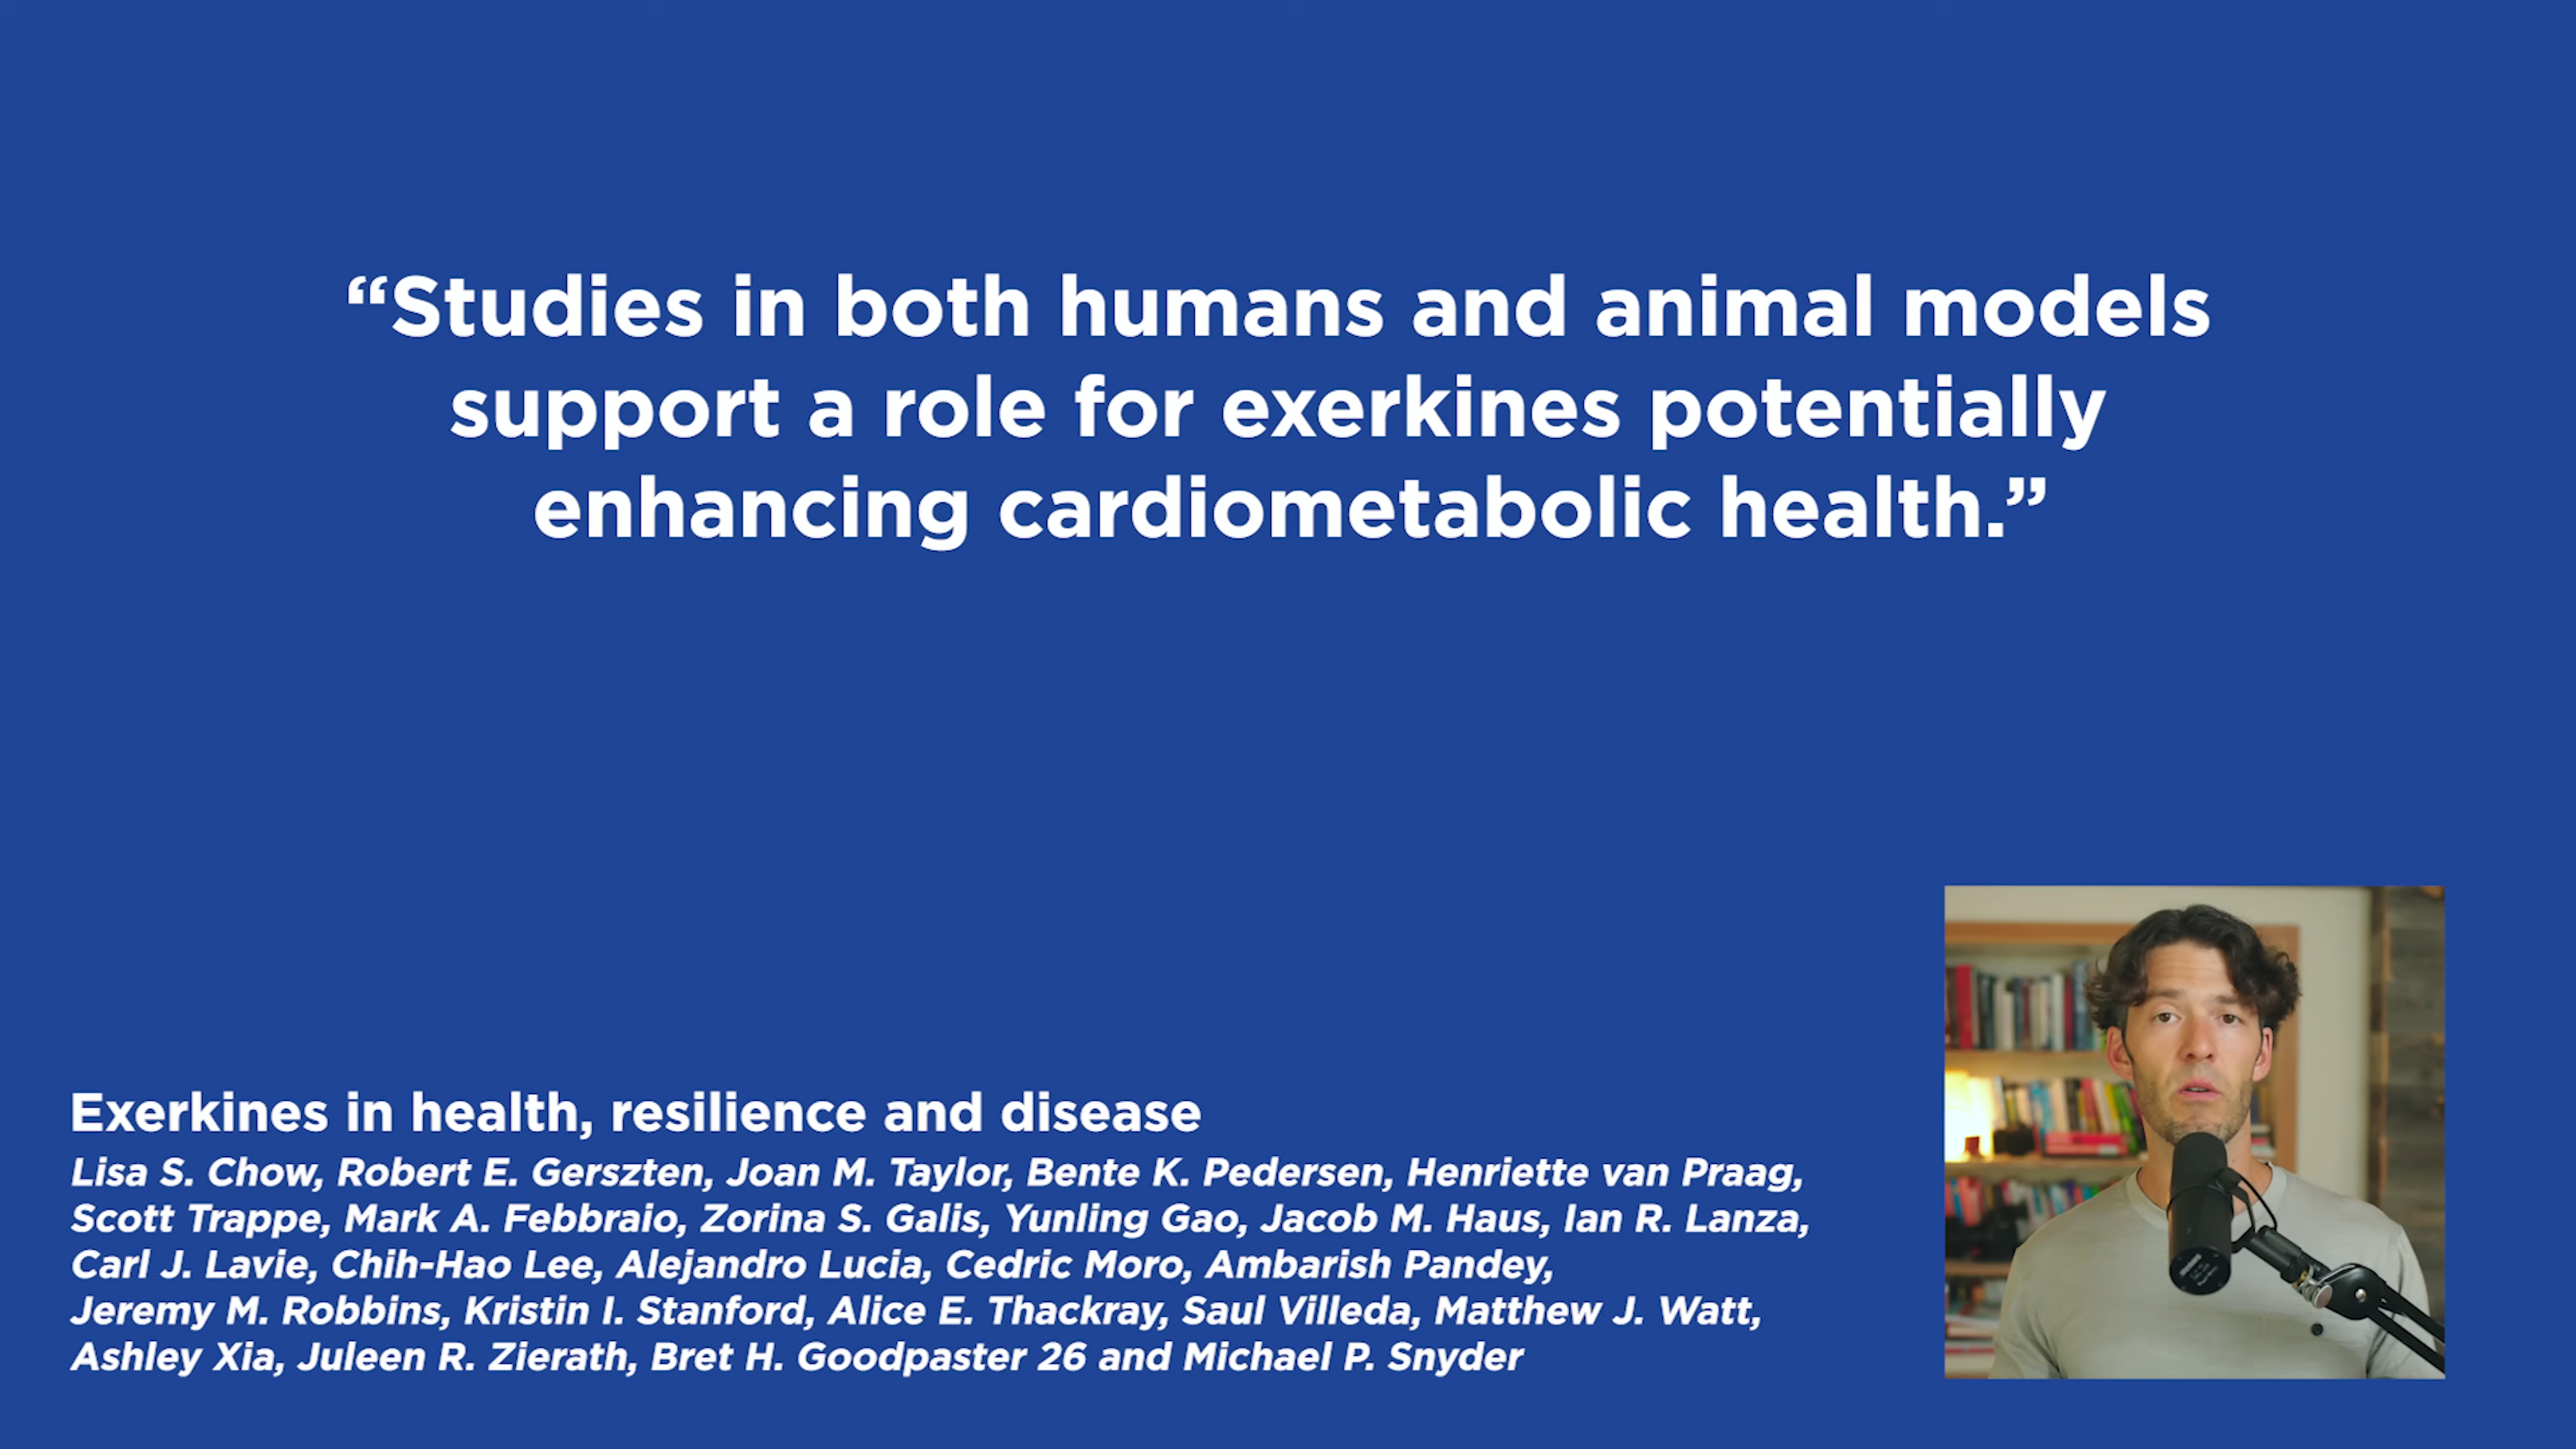 “Studies in both humans and animal models
support a role for exerkines potentially
enhancing cardiometabolic health.”
Exerkines in health, resilience and disease
Lisa S. Chow, Robert E. Gerszten, Joan M. Taylor, Bente K. Pedersen, Henriette van Praag,
Scott Trappe, Mark A. Febbraio, Zorina S. Galis, Yunling Gao, Jacob M. Haus, Ian R. Lanza,
Carl J. Lavie, Chih-Hao Lee, Alejandro Lucia, Cedric Moro, Ambarish Pandey,
Jeremy M. Robbins, Kristin I. Stanford, Alice E. Thackray, Saul Villeda, Matthew J. Watt,
Ashley Xia, Juleen R. Zierath, Bret H. Goodpaster 26 and Michael P. Snyder